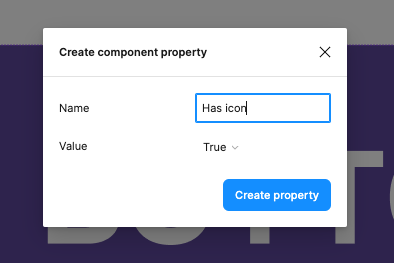 Create component property
Name
Has icon
Value
True
Create property